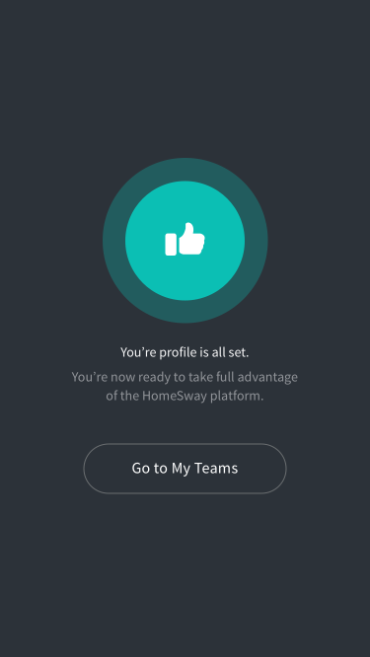 You're profile is all set.
You're now ready to take full advantage
of the HomeSway platform.
Go to My Teams